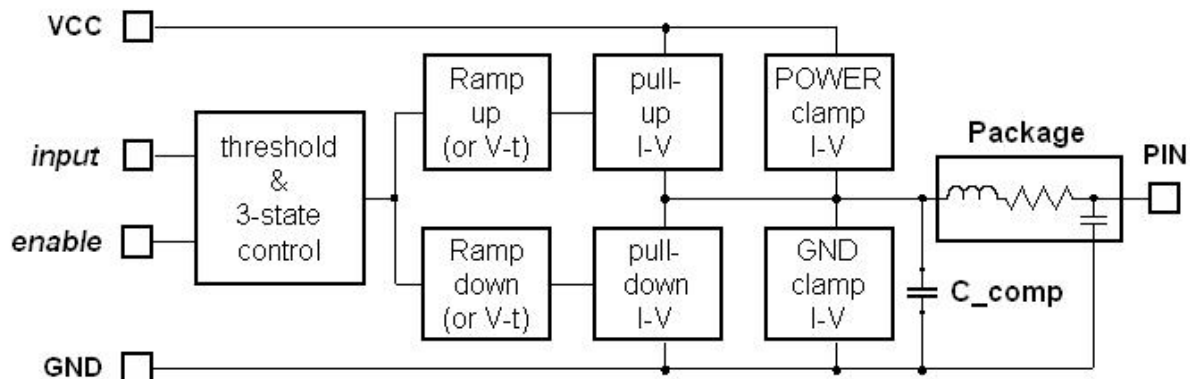 VCC
input
enable
GND
threshold
&
3-state
control
Ramp
up
(or V-t)
Ramp
down
(or V-t)
pull-
up
I-V
pull-
down
I-V
POWER
clamp
I-V
GND
clamp
I-V
C_comp
Package
PIN